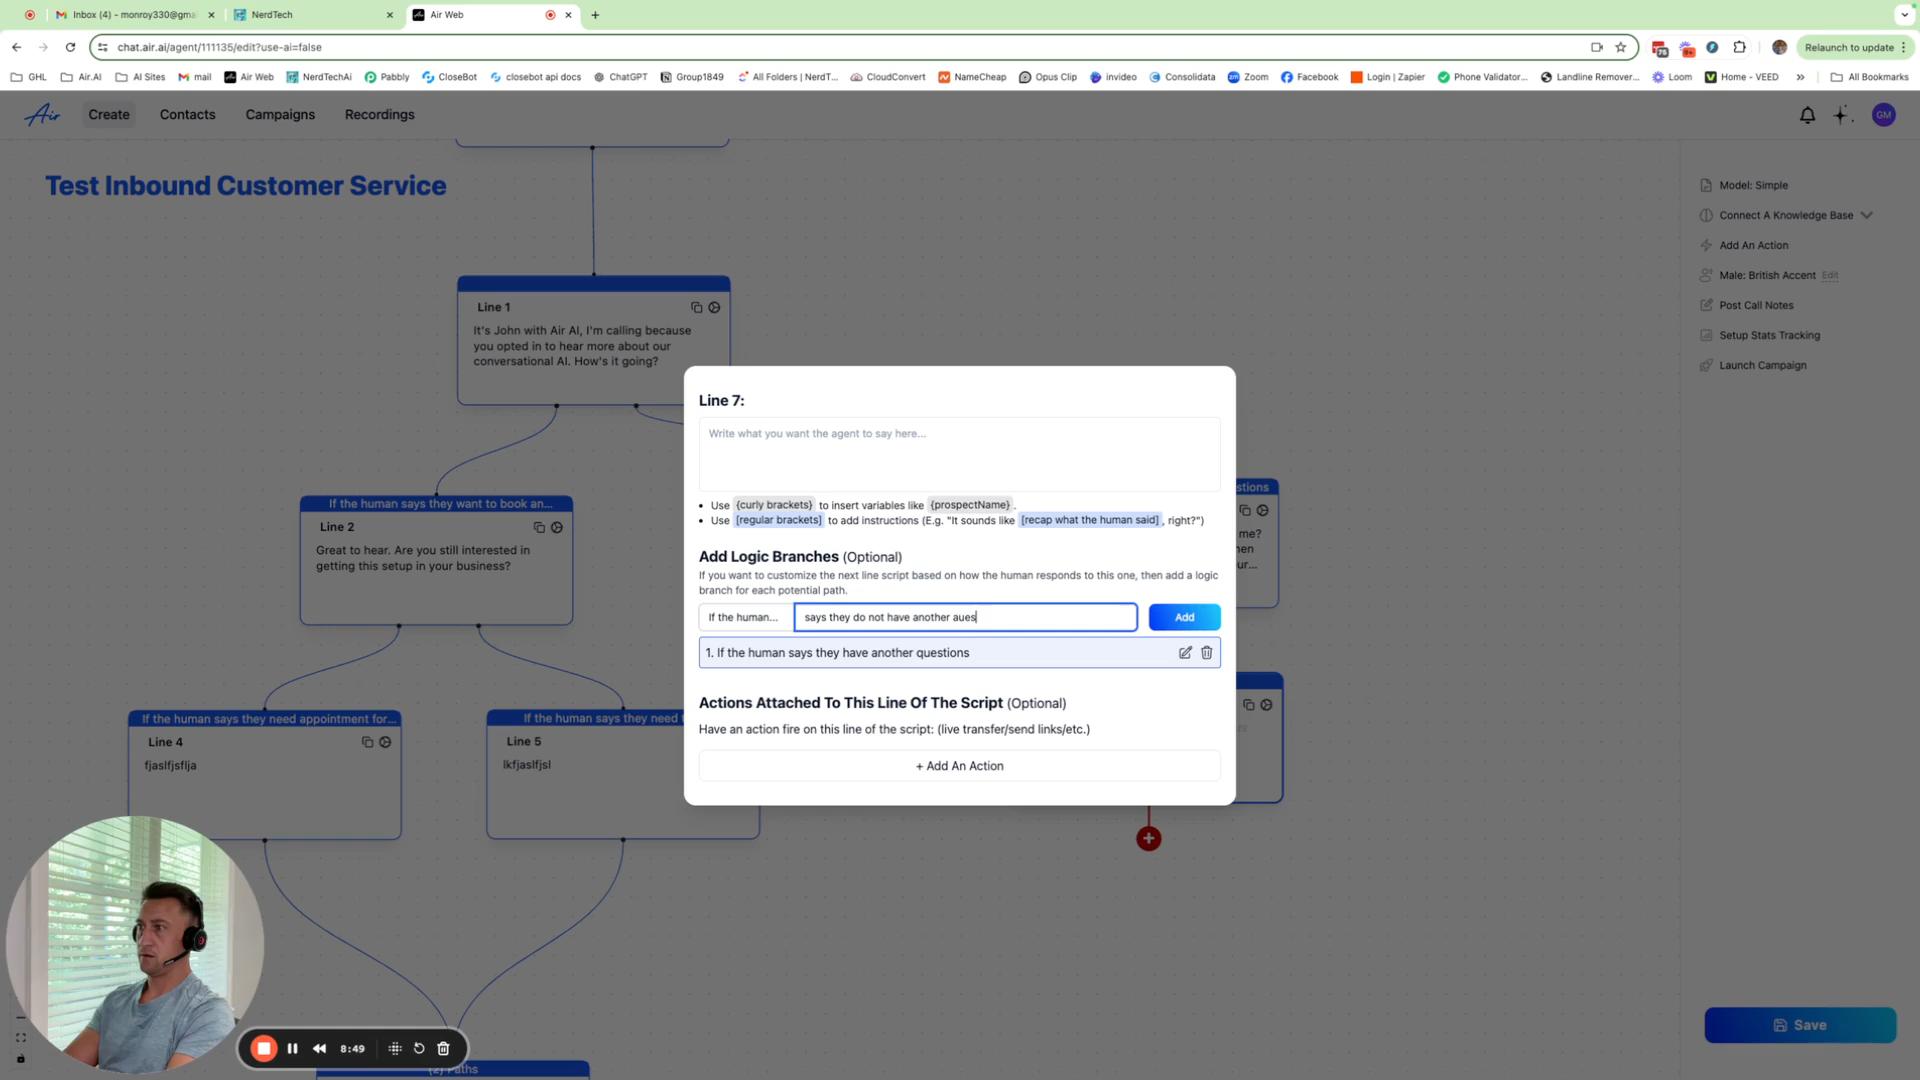 Inbox (4) - monroy330@gmai
NerdTech
Air Web
chat.air.ai/agent/111135/edit?use-ai=false
Relaunch to update
GHL
Air.AI
AI Sites
mail
Air Web
NerdTechAi
Pabbly
CloseBot
closebot api docs
ChatGPT
Group1849
All Folders | NerdT...
CloudConvert
NameCheap
Opus Clip
invideo
Consolidata
Zoom
Facebook
Login | Zapier
Phone Validator...
Landline Remover...
Loom
Home - VEED
All Bookmarks
Air
Create
Contacts
Campaigns
Recordings
GM
Test Inbound Customer Service
Model: Simple
Connect A Knowledge Base
Add An Action
Male: British Accent Edit
Post Call Notes
Setup Stats Tracking
Launch Campaign
Line 1
It's John with Air AI, I'm calling because
you opted in to hear more about our
conversational AI. How's it going?
If the human says they want to book an...
Line 2
Great to hear. Are you still interested in
getting this setup in your business?
If the human says they need appointment for...
Line 4
fjaslfjsflja
If the human says they need
Line 5
lkfjaslfjsl
stions
me?
ur...
Line 7:
Write what you want the agent to say here...
Use {curly brackets} to insert variables like {prospectName}.
Use [regular brackets] to add instructions (E.g. "It sounds like [recap what the human said], right?")
Add Logic Branches (Optional)
If you want to customize the next line script based on how the human responds to this one, then add a logic
branch for each potential path.
If the human...
says they do not have another aues
Add
1. If the human says they have another questions
Actions Attached To This Line Of The Script (Optional)
Have an action fire on this line of the script: (live transfer/send links/etc.)
+ Add An Action
8:49
(2) Paths
Save